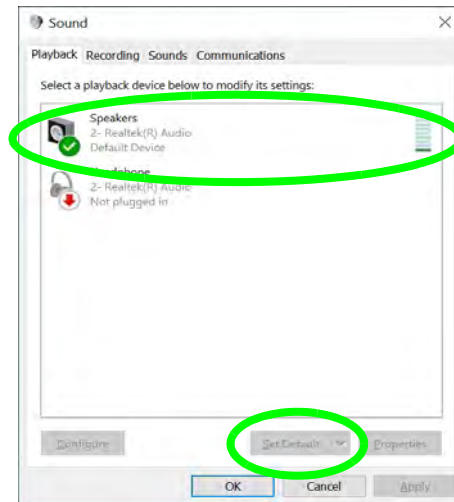 Sound
Playback Recording Sounds Communications
Select a playback device below to modify its settings:
Speakers
2- Realtek(R) Audio
Default Device
Headphone
2- Realtek(R) Audio
Not plugged in
Configure Set Default Properties
OK Cancel Apply